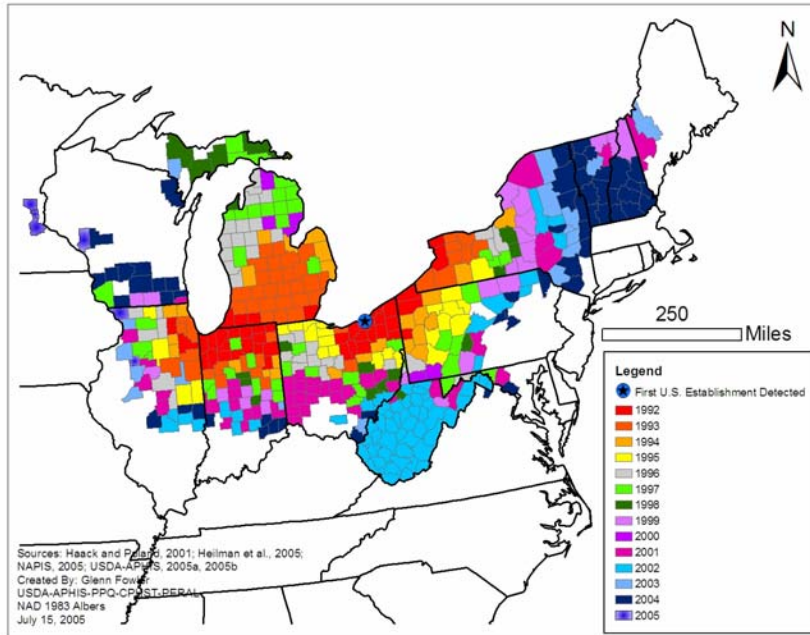 N
250
Miles
Legend
First U.S. Establishment Detected
1992
1993
1994
1995
1996
1997
1998
1999
2000
2001
2002
2003
2004
2005
Sources: Haack and Poland, 2001; Heilman et al., 2005;
NAPIS, 2005; USDA-APHIS, 2005a, 2005b
Created By: Glenn Fowler
USDA-APHIS-PPQ-CPHST-PERAL
NAD 1983 Albers
July 15, 2005